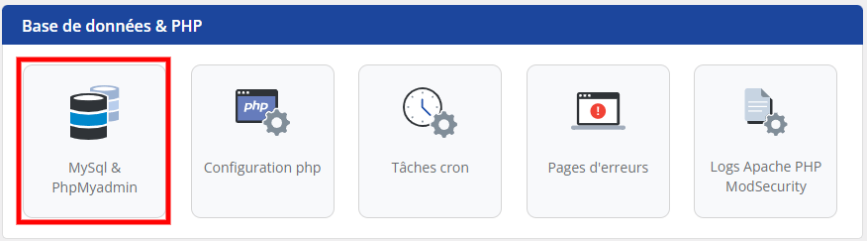 Base de données & PHP
php
MySql &
PhpMyadmin
Configuration php
Tâches cron
Pages d'erreurs
Logs Apache PHP
ModSecurity